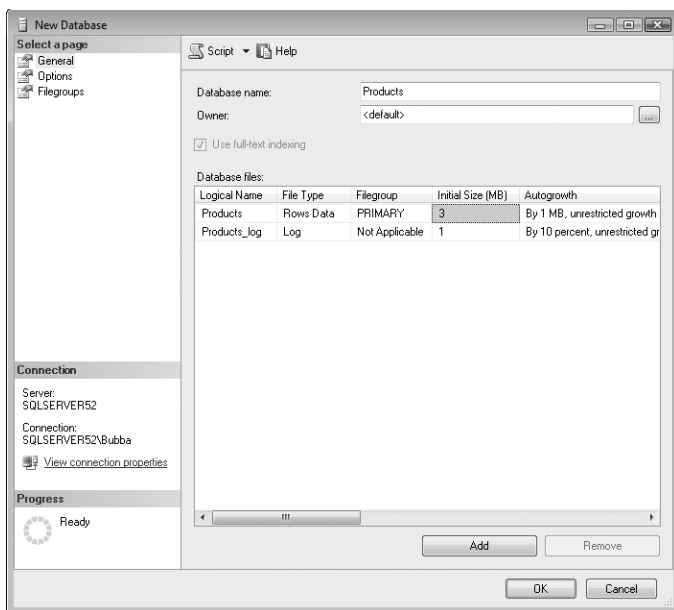 New Database
Select a page
General
Options
Filegroups
Script Help
Database name: Products
Owner: <default>
...
Use full-text indexing
Database files:
Logical Name File Type Filegroup Initial Size (MB) Autogrowth
Products Rows Data PRIMARY 3 By 1 MB, unrestricted growth
Products_log Log Not Applicable 1 By 10 percent, unrestricted gr
Connection
Server:
SQLSERVER52
Connection:
SQLSERVER52\Bubba
View connection properties
Progress
Ready
Add Remove
OK Cancel